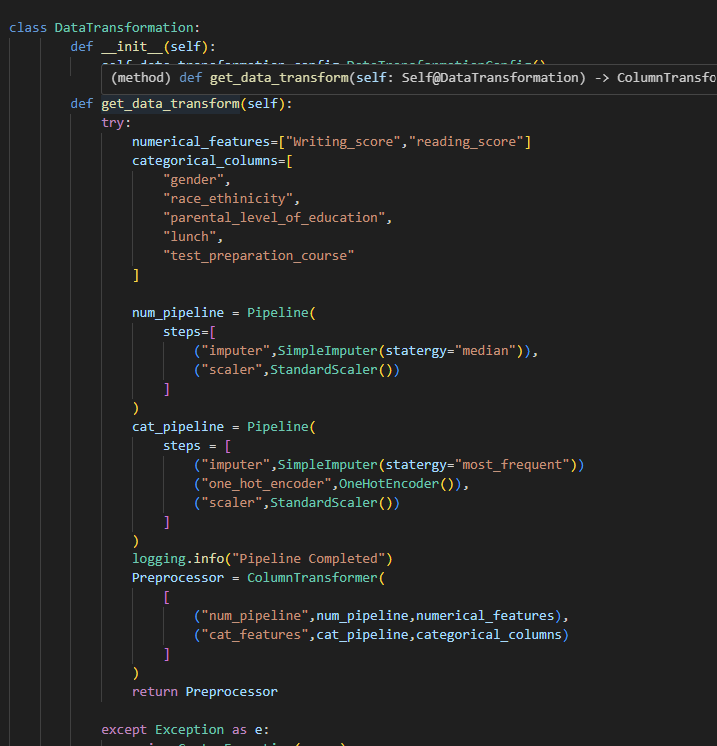 class DataTransformation:
def __init__(self):
self.data_transformation_config=DataTransformationConfig()
(method) def get_data_transform(self: Self@DataTransformation) -> ColumnTransfo
def get_data_transform(self):
try:
numerical_features=["Writing_score","reading_score"]
categorical_columns=[
"gender",
"race_ethinicity",
"parental_level_of_education",
"lunch",
"test_preparation_course"
]
num_pipeline = Pipeline(
steps=[
("imputer",SimpleImputer(statergy="median")),
("scaler",StandardScaler())
]
)
cat_pipeline = Pipeline(
steps = [
("imputer",SimpleImputer(statergy="most_frequent"))
("one_hot_encoder",OneHotEncoder()),
("scaler",StandardScaler())
]
)
logging.info("Pipeline Completed")
Preprocessor = ColumnTransformer(
[
("num_pipeline",num_pipeline,numerical_features),
("cat_features",cat_pipeline,categorical_columns)
]
)
return Preprocessor
except Exception as e: